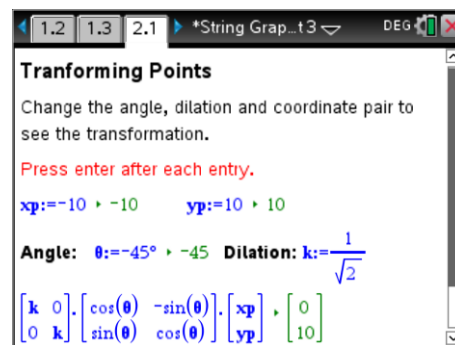 1.2 1.3 2.1 *String Grap...t3 DEG
Tranforming Points
Change the angle, dilation and coordinate pair to
see the transformation.
Press enter after each entry.
xp:=-10 ▸ -10 yp:=10 ▸ 10
Angle: θ:=-45° ▸ -45 Dilation: k:=1/√2
[k 0; 0 k]·[cos(θ) -sin(θ); sin(θ) cos(θ)]·[xp; yp] ▸ [0; 10]